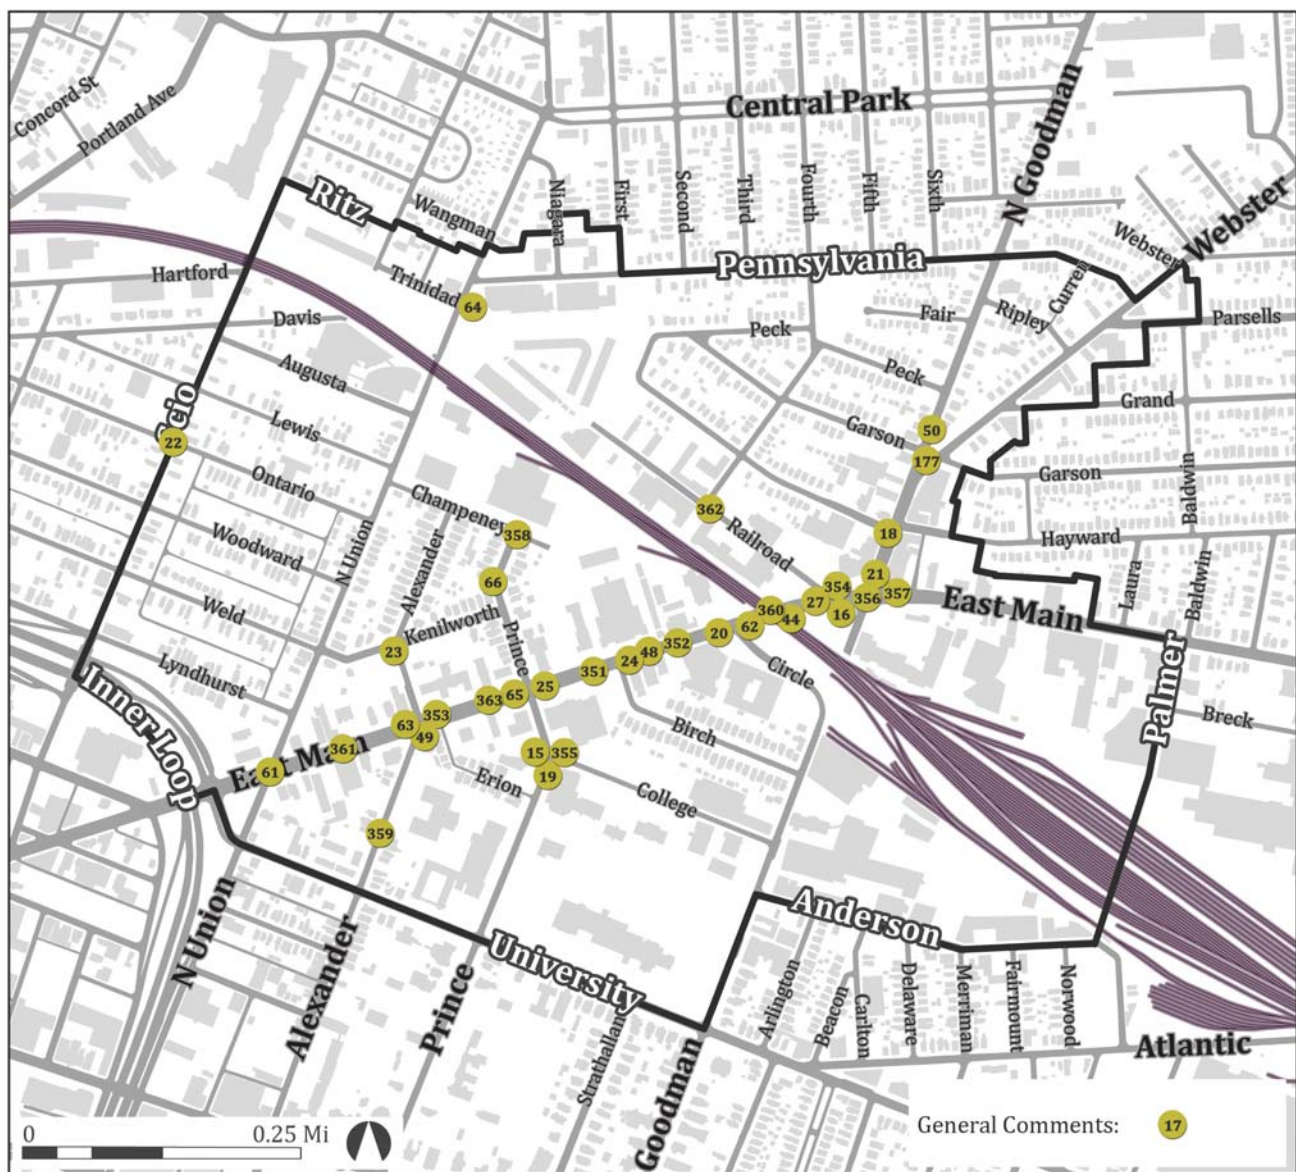 Concord St
Portland Ave
Central Park
N Goodman
Ritz
Wangman
Niagara
First
Second
Third
Fourth
Fifth
Sixth
Webster
Webster
Pennsylvania
Hartford
Trinidad
64
Davis
Peck
Fair
Ripley
Curren
Parsells
Augusta
Peck
Grand
Scio
22
Lewis
Garson
50
177
Ontario
Garson
Baldwin
Champeney
358
362
Railroad
18
Hayward
Woodward
N Union
Alexander
66
21
354
357
356
27
16
360
44
East Main
Laura
Baldwin
Weld
Kenilworth
Prince
23
62
20
352
48
24
351
25
65
363
Circle
Palmer
Lyndhurst
Inner Loop
353
63
49
361
East Main
61
Birch
Breck
15
355
19
Erion
College
359
N Union
Alexander
Prince
University
Anderson
Arlington
Beacon
Carlton
Delaware
Merriman
Fairmount
Norwood
Strathallan
Goodman
Atlantic
0 0.25 Mi
General Comments: 17